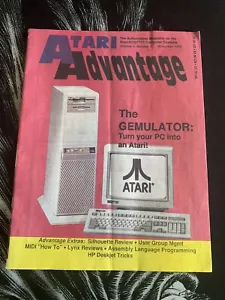 ATARI
Advantage
The
GEMULATOR:
Turn your PC into
an Atari!
ATARI
Advantage Extras: Silhouette Review • User Group Mgmt
MIDI "How To" • Lynx Reviews • Assembly Language Programming
HP Deskjet Tricks